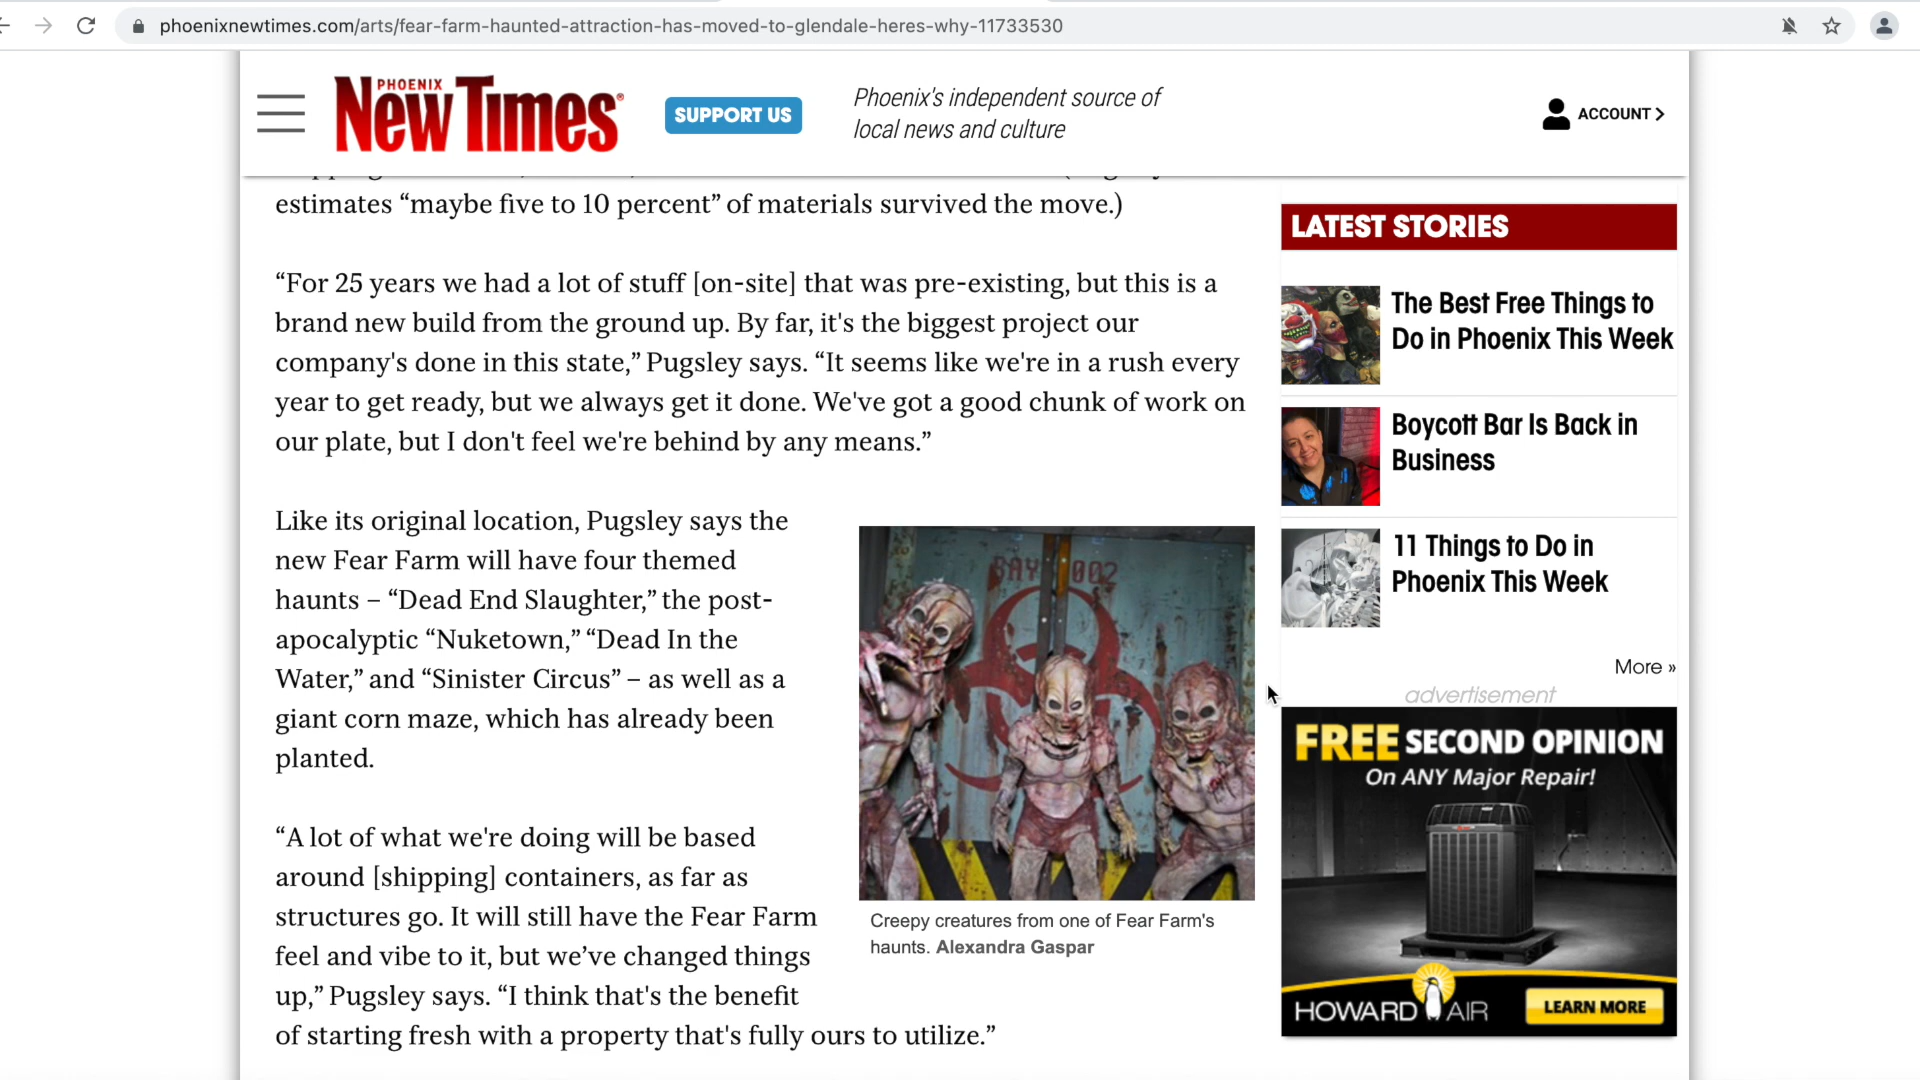 phoenixnewtimes.com/arts/fear-farm-haunted-attraction-has-moved-to-glendale-heres-why-11733530
PHOENIX
New Times
SUPPORT US
Phoenix's independent source of
local news and culture
ACCOUNT >
estimates “maybe five to 10 percent” of materials survived the move.)
“For 25 years we had a lot of stuff [on-site] that was pre-existing, but this is a
brand new build from the ground up. By far, it's the biggest project our
company's done in this state,” Pugsley says. “It seems like we're in a rush every
year to get ready, but we always get it done. We've got a good chunk of work on
our plate, but I don't feel we're behind by any means.”
Like its original location, Pugsley says the
new Fear Farm will have four themed
haunts – “Dead End Slaughter,” the post-
apocalyptic “Nuketown,” “Dead In the
Water,” and “Sinister Circus” – as well as a
giant corn maze, which has already been
planted.
“A lot of what we're doing will be based
around [shipping] containers, as far as
structures go. It will still have the Fear Farm
feel and vibe to it, but we’ve changed things
up,” Pugsley says. “I think that's the benefit
of starting fresh with a property that's fully ours to utilize.”
BAY 002
Creepy creatures from one of Fear Farm's
haunts. Alexandra Gaspar
LATEST STORIES
The Best Free Things to
Do in Phoenix This Week
Boycott Bar Is Back in
Business
11 Things to Do in
Phoenix This Week
More »
advertisement
FREE SECOND OPINION
On ANY Major Repair!
HOWARD AIR
LEARN MORE